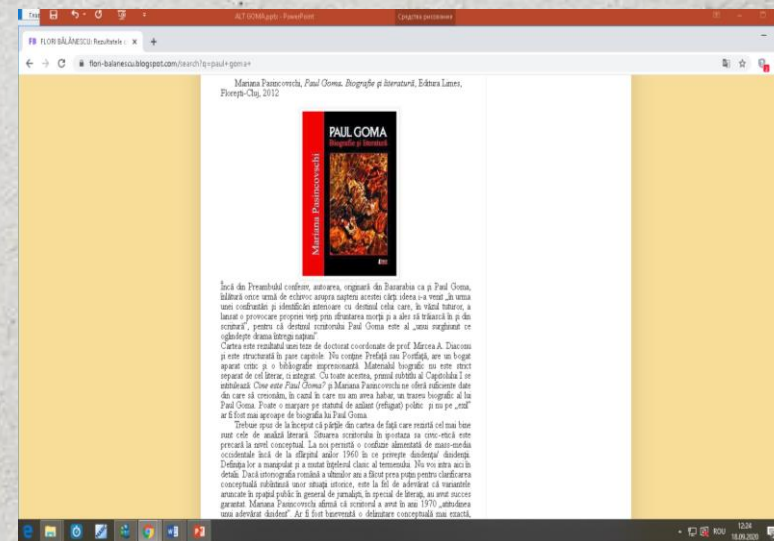 ALT GOMA.pptx - PowerPoint
Средства рисования
FLORI BĂLĂNESCU: Rezultatele
flori-balanescu.blogspot.com/search?q=paul+goma+
Mariana Pasincovschi, Paul Goma. Biografie și literatură, Editura Limes,
Florești-Cluj, 2012
PAUL GOMA
Biografie și literatură
Mariana Pasincovschi
Încă din Preambulul confesiv, autoarea, originară din Basarabia ca și Paul Goma,
înlătură orice urmă de echivoc asupra nașterii acestei cărți: ideea i-a venit „în urma
unei confruntări și identificări interioare cu destinul celui care, în văzul tuturor, a
lansat o provocare propriei vieți prin sfruntarea morții și a ales să trăiască în și din
scriitură”, pentru că destinul scriitorului Paul Goma este al „unui surghiunit ce
oglindește drama întregii națiuni”.
Cartea este rezultatul unei teze de doctorat coordonate de prof. Mircea A. Diaconu
și este structurată în șase capitole. Nu conține Prefață sau Postfață, are un bogat
aparat critic și o bibliografie impresionantă. Materialul biografic nu este strict
separat de cel literar, ci integrat. Cu toate acestea, primul subtitlu al Capitolului I se
intitulează Cine este Paul Goma? și Mariana Pasincovschi ne oferă suficiente date
din care să creionăm, în cazul în care nu am avea habar, un traseu biografic al lui
Paul Goma. Poate o marșare pe statutul de azilant (refugiat) politic și nu pe „exil”
ar fi fost mai aproape de biografia lui Paul Goma.
Trebuie spus de la început că părțile din cartea de față care rezistă cel mai bine
sunt cele de analiză literară. Situarea scriitorului în ipostaza sa civic-etică este
precară la nivel conceptual. La noi persistă o confuzie alimentată de mass-media
occidentale încă de la sfârșitul anilor 1960 în ce privește disidența/ disidenții.
Definiția lor a manipulat și a mutat înțelesul clasic al termenului. Nu voi intra aici în
detalii. Dacă istoriografia română a ultimilor ani a făcut prea puțin pentru clarificarea
conceptuală subîntinsă unor situații istorice, este la fel de adevărat că variantele
aruncate în spațiul public în general de jurnaliști, în special de literați, au avut succes
garantat. Mariana Pasincovschi afirmă că scriitorul a avut în anii 1970 „atitudinea
unui adevărat disident”. Ar fi fost binevenită o delimitare conceptuală mai exactă,
ROU
12:24
18.09.2020